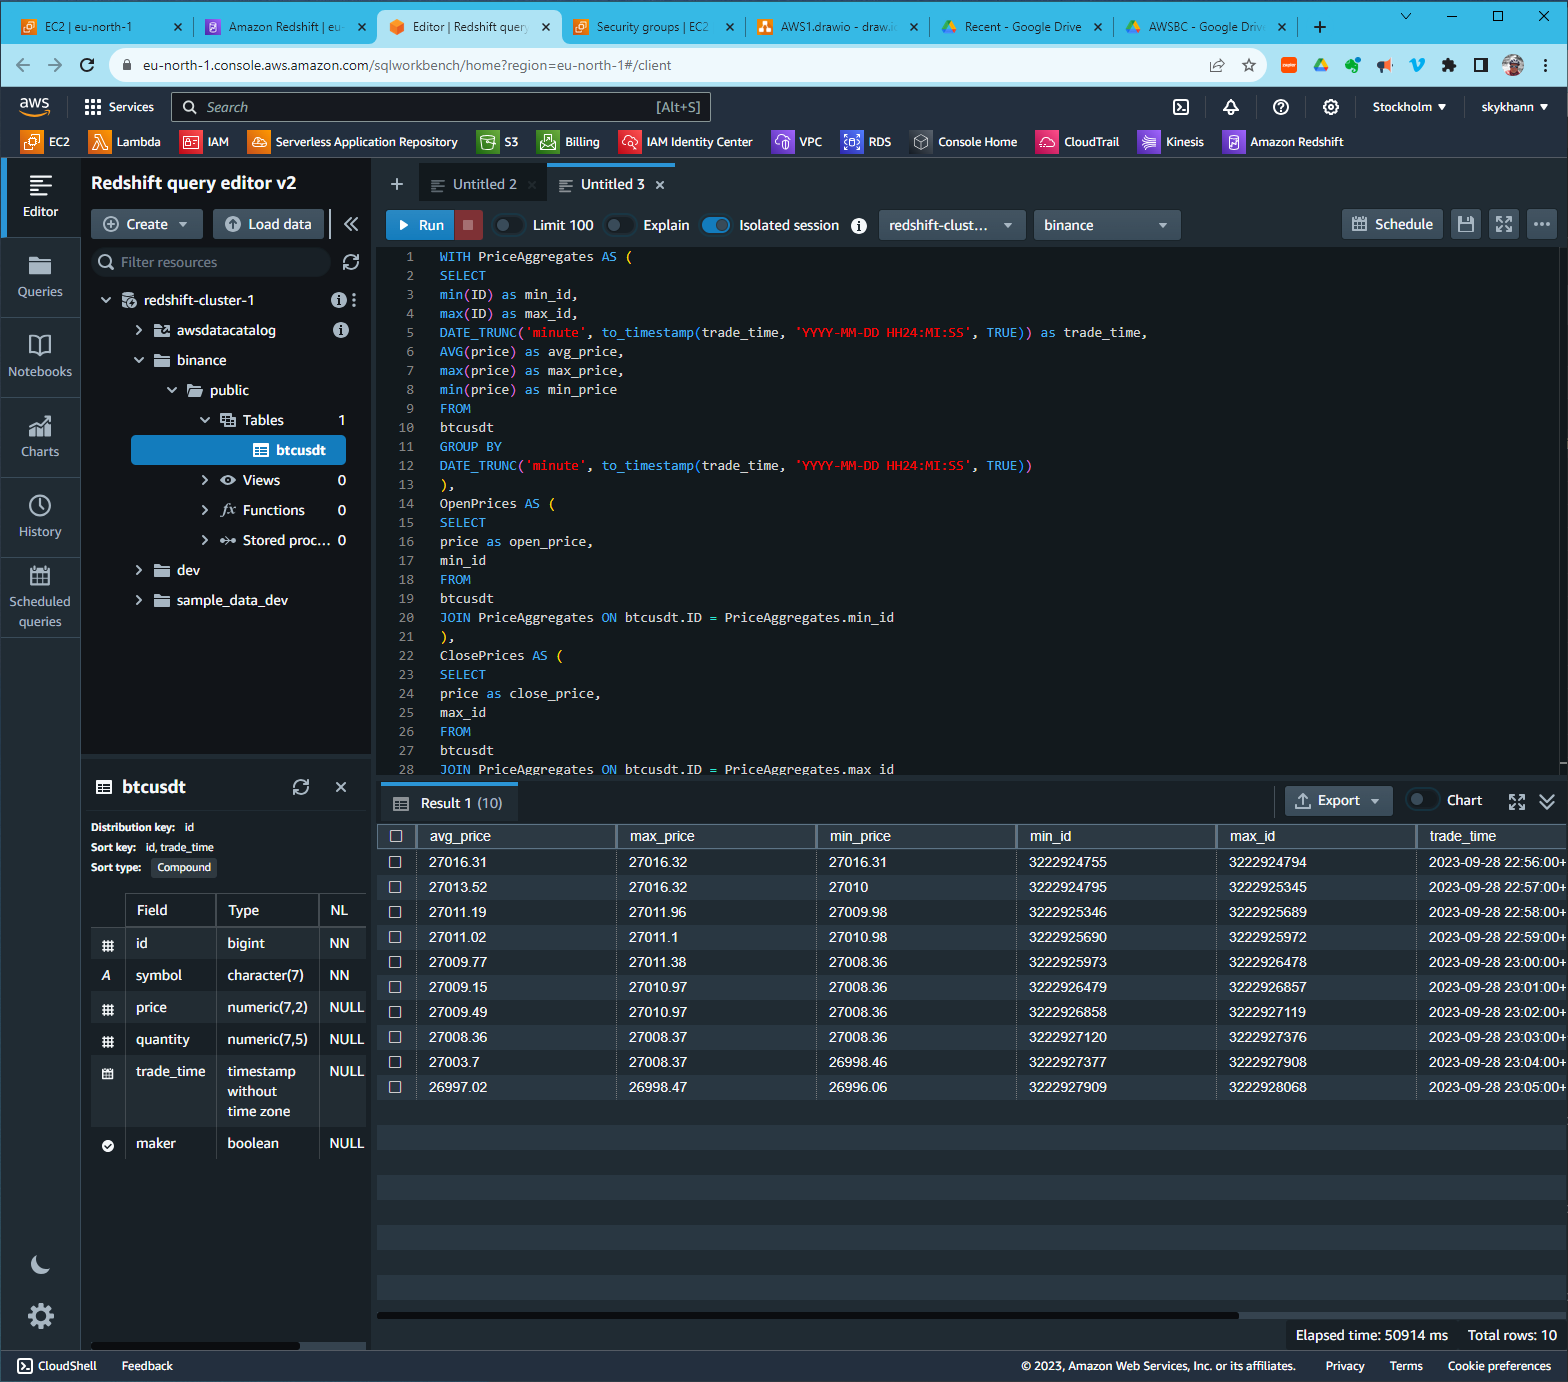 EC2 | eu-north-1
Amazon Redshift | eu-
Editor | Redshift query
Security groups | EC2
AWS1.drawio - draw.i
Recent - Google Drive
AWSBC - Google Driv
eu-north-1.console.aws.amazon.com/sqlworkbench/home?region=eu-north-1#/client
aws
Services
Search
[Alt+S]
Stockholm
skykhann
EC2
Lambda
IAM
Serverless Application Repository
S3
Billing
IAM Identity Center
VPC
RDS
Console Home
CloudTrail
Kinesis
Amazon Redshift
Editor
Queries
Notebooks
Charts
History
Scheduled
queries
Redshift query editor v2
Create
Load data
Filter resources
redshift-cluster-1
awsdatacatalog
binance
public
Tables 1
btcusdt
Views 0
Functions 0
Stored proc... 0
dev
sample_data_dev
Untitled 2
Untitled 3
Run
Limit 100
Explain
Isolated session
redshift-clust...
binance
Schedule
1 WITH PriceAggregates AS (
2 SELECT
3 min(ID) as min_id,
4 max(ID) as max_id,
5 DATE_TRUNC('minute', to_timestamp(trade_time, 'YYYY-MM-DD HH24:MI:SS', TRUE)) as trade_time,
6 AVG(price) as avg_price,
7 max(price) as max_price,
8 min(price) as min_price
9 FROM
10 btcusdt
11 GROUP BY
12 DATE_TRUNC('minute', to_timestamp(trade_time, 'YYYY-MM-DD HH24:MI:SS', TRUE))
13 ),
14 OpenPrices AS (
15 SELECT
16 price as open_price,
17 min_id
18 FROM
19 btcusdt
20 JOIN PriceAggregates ON btcusdt.ID = PriceAggregates.min_id
21 ),
22 ClosePrices AS (
23 SELECT
24 price as close_price,
25 max_id
26 FROM
27 btcusdt
28 JOIN PriceAggregates ON btcusdt.ID = PriceAggregates.max_id
btcusdt
Distribution key: id
Sort key: id, trade_time
Sort type: Compound
Field Type NL
id bigint NN
A symbol character(7) NN
price numeric(7,2) NULL
quantity numeric(7,5) NULL
trade_time timestamp NULL
without
time zone
maker boolean NULL
Result 1 (10)
Export
Chart
avg_price max_price min_price min_id max_id trade_time
27016.31 27016.32 27016.31 3222924755 3222924794 2023-09-28 22:56:00+
27013.52 27016.32 27010 3222924795 3222925345 2023-09-28 22:57:00+
27011.19 27011.96 27009.98 3222925346 3222925689 2023-09-28 22:58:00+
27011.02 27011.1 27010.98 3222925690 3222925972 2023-09-28 22:59:00+
27009.77 27011.38 27008.36 3222925973 3222926478 2023-09-28 23:00:00+
27009.15 27010.97 27008.36 3222926479 3222926857 2023-09-28 23:01:00+
27009.49 27010.97 27008.36 3222926858 3222927119 2023-09-28 23:02:00+
27008.36 27008.37 27008.36 3222927120 3222927376 2023-09-28 23:03:00+
27003.7 27008.37 26998.46 3222927377 3222927908 2023-09-28 23:04:00+
26997.02 26998.47 26996.06 3222927909 3222928068 2023-09-28 23:05:00+
Elapsed time: 50914 ms Total rows: 10
CloudShell
Feedback
© 2023, Amazon Web Services, Inc. or its affiliates.
Privacy
Terms
Cookie preferences